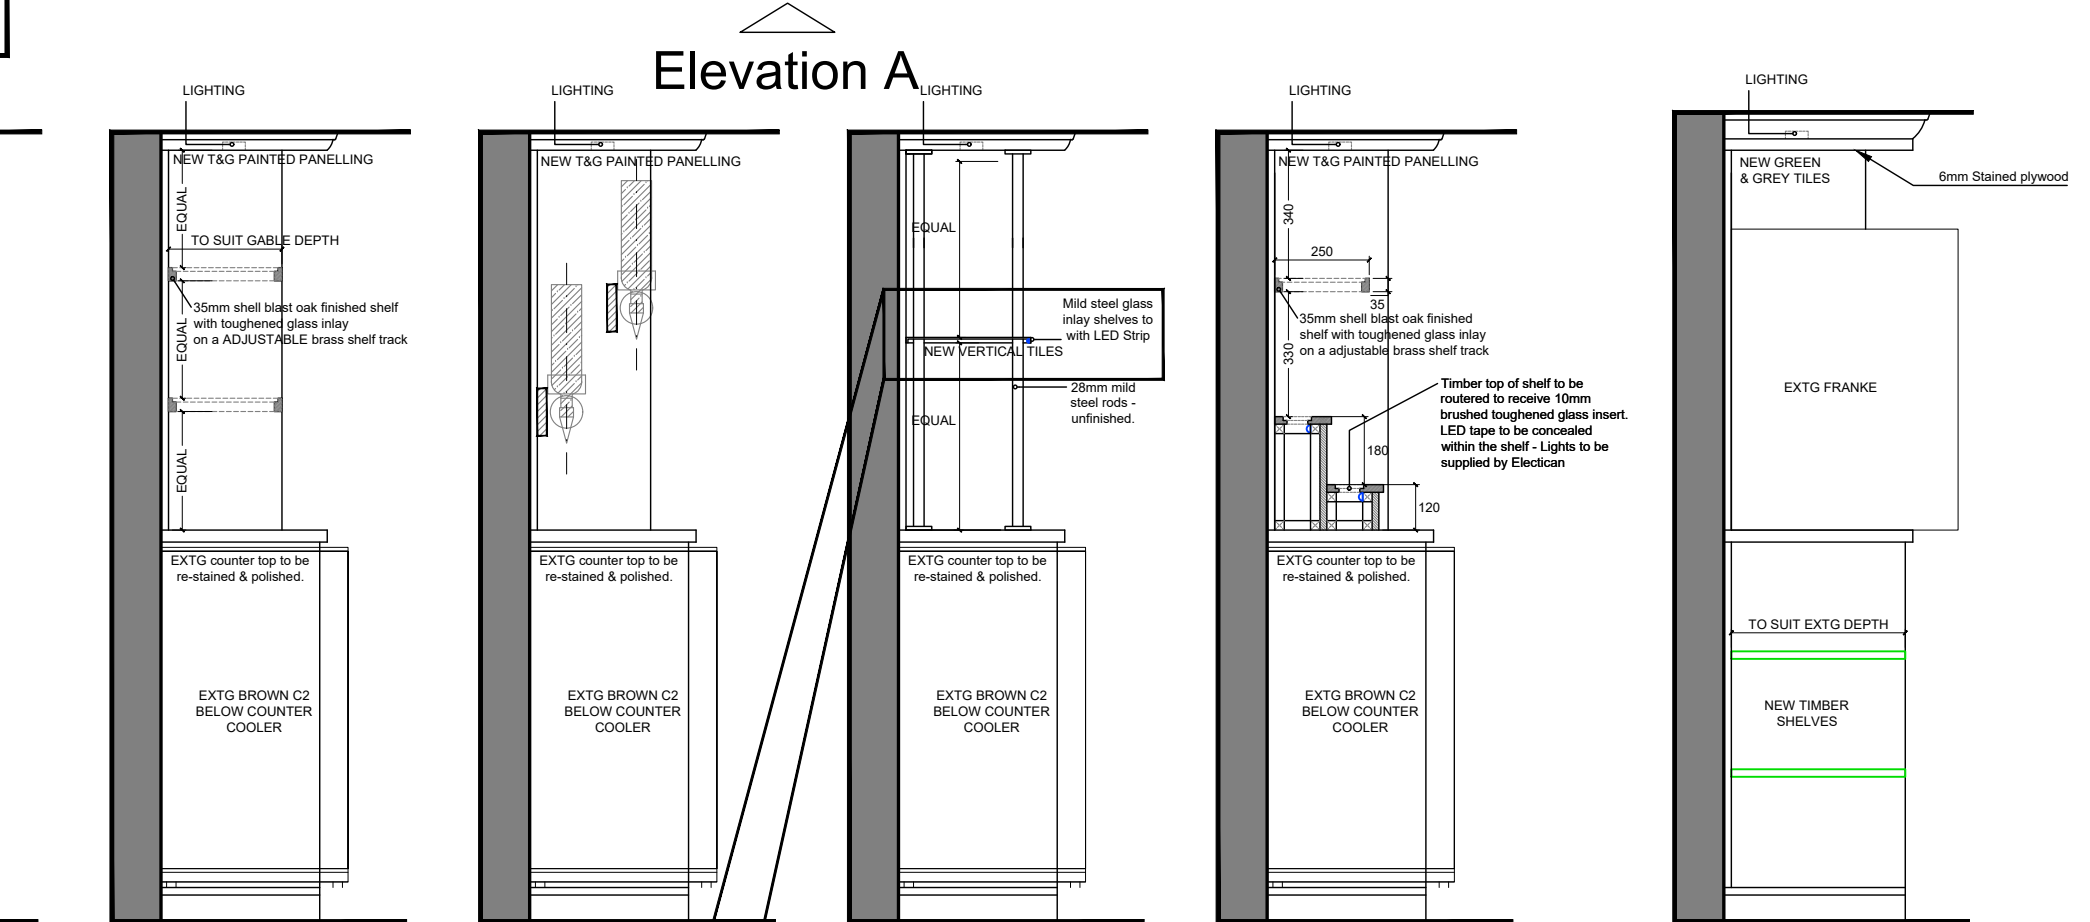 Elevation A
LIGHTING
NEW T&G PAINTED PANELLING
EQUAL
TO SUIT GABLE DEPTH
35mm shell blast oak finished shelf
with toughened glass inlay
on a ADJUSTABLE brass shelf track
EQUAL
EQUAL
EXTG counter top to be
re-stained & polished.
EXTG BROWN C2
BELOW COUNTER
COOLER
LIGHTING
NEW T&G PAINTED PANELLING
EXTG counter top to be
re-stained & polished.
EXTG BROWN C2
BELOW COUNTER
COOLER
LIGHTING
EQUAL
Mild steel glass
inlay shelves to
with LED Strip
NEW VERTICAL TILES
28mm mild
steel rods -
unfinished.
EQUAL
EXTG counter top to be
re-stained & polished.
EXTG BROWN C2
BELOW COUNTER
COOLER
LIGHTING
NEW T&G PAINTED PANELLING
340
250
35
35mm shell blast oak finished
shelf with toughened glass inlay
on a adjustable brass shelf track
330
Timber top of shelf to be
routered to receive 10mm
brushed toughened glass insert.
LED tape to be concealed
within the shelf - Lights to be
supplied by Electican
180
120
EXTG counter top to be
re-stained & polished.
EXTG BROWN C2
BELOW COUNTER
COOLER
LIGHTING
NEW GREEN
& GREY TILES
6mm Stained plywood
EXTG FRANKE
TO SUIT EXTG DEPTH
NEW TIMBER
SHELVES